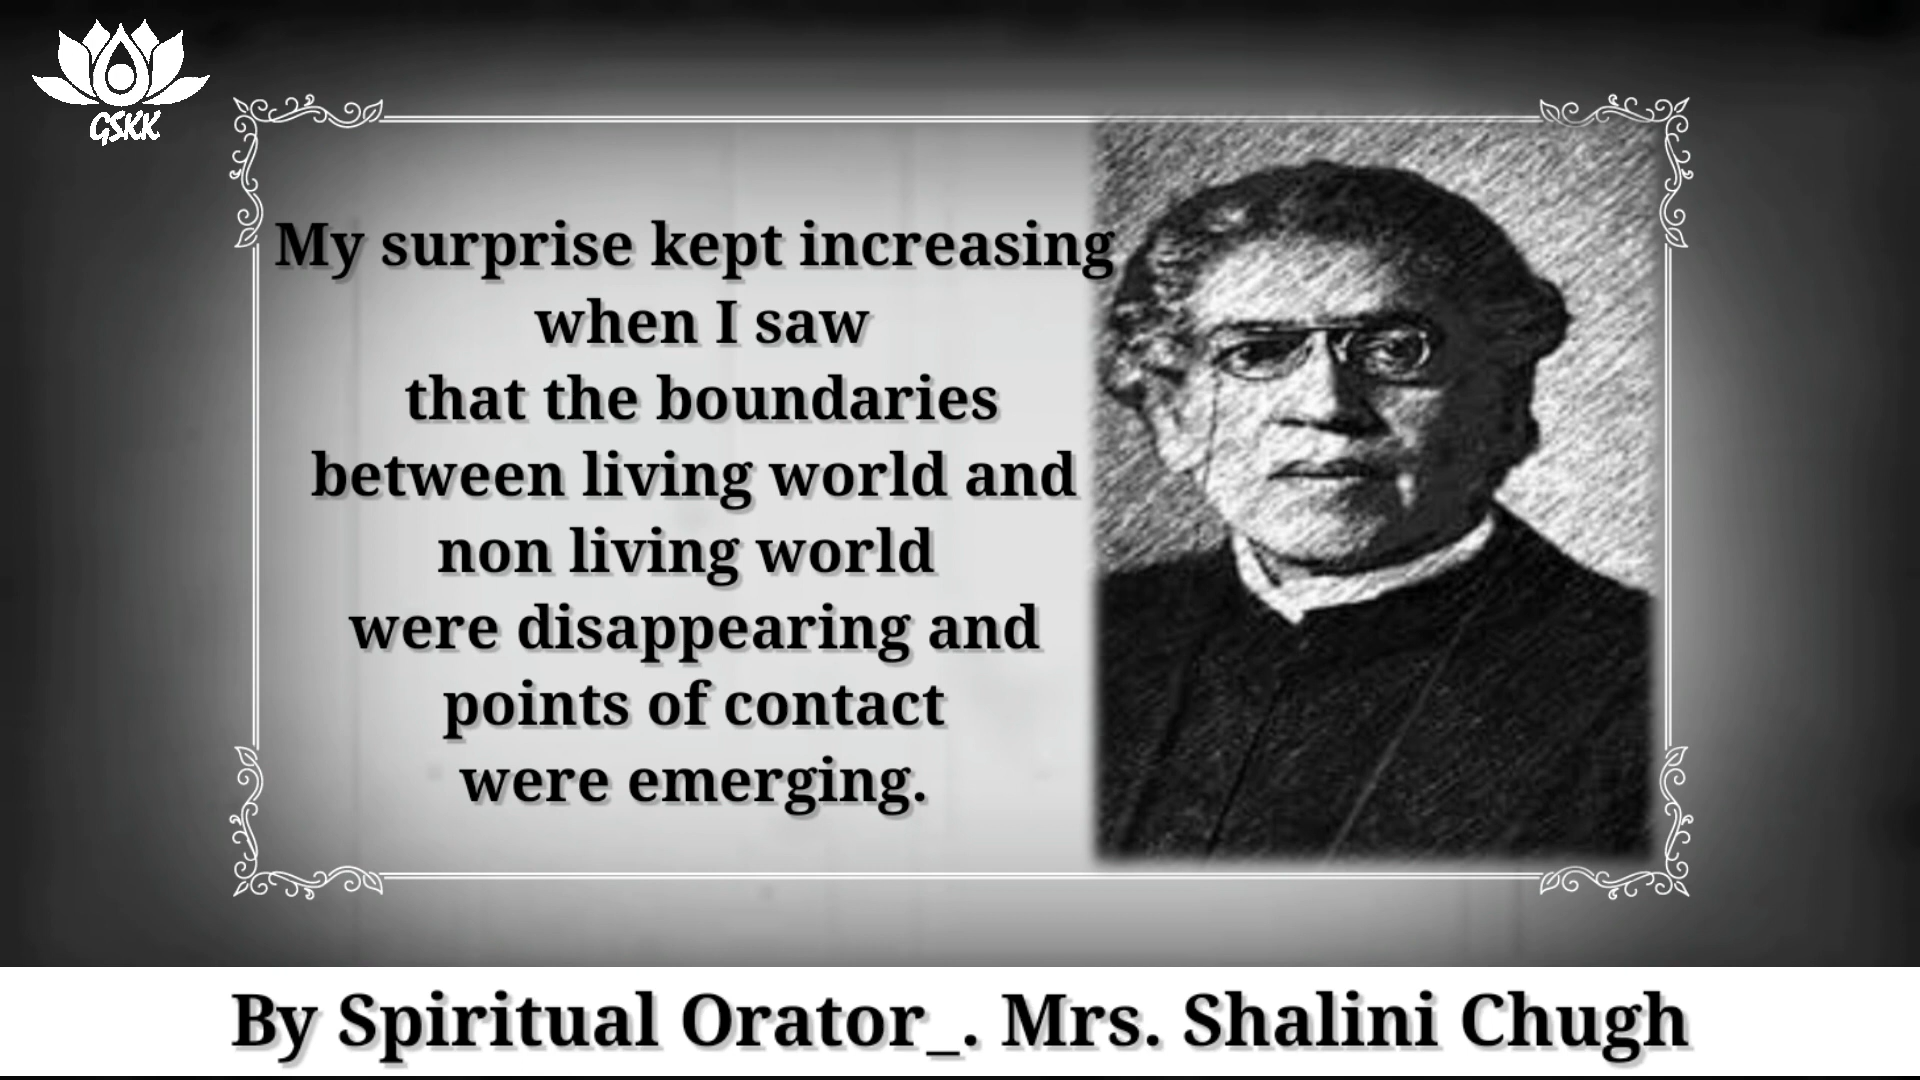 GSKK
My surprise kept increasing
when I saw
that the boundaries
between living world and
non living world
were disappearing and
points of contact
were emerging.
By Spiritual Orator_. Mrs. Shalini Chugh